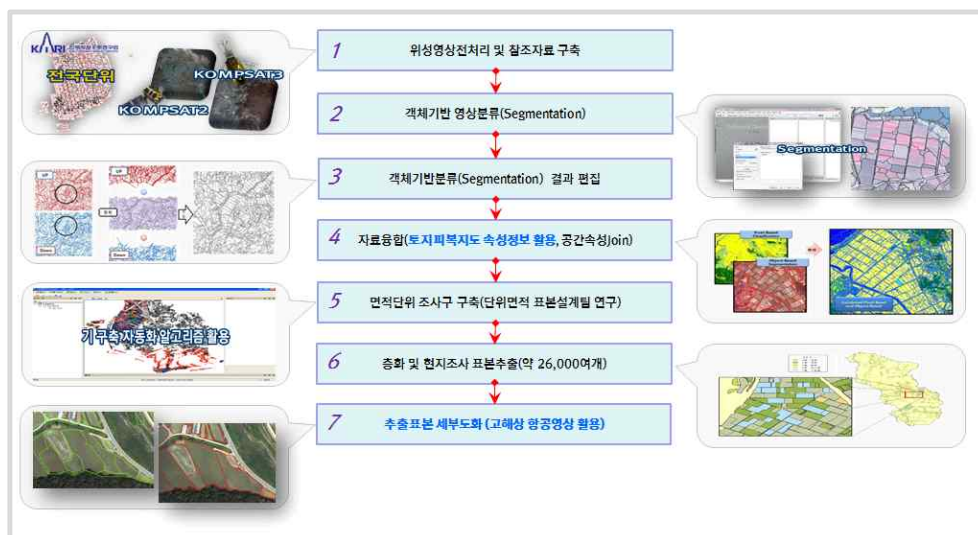 KARI
전국단위
KOMPSAT3
KOMPSAT2
1 위성영상전처리 및 참조자료 구축
2 객체기반 영상분류(Segmentation)
Segmentation
3 객체기반분류(Segmentation) 결과 편집
UP
UP
Down
Down
4 자료융합(토지피복지도 속성정보 활용, 공간속성Join)
5 면적단위 조사구 구축(단위면적 표본설계팀 연구)
기 구축 자동화 알고리즘 활용
6 층화 및 현지조사 표본추출(약 26,000여개)
7 추출표본 세부도화 (고해상 항공영상 활용)